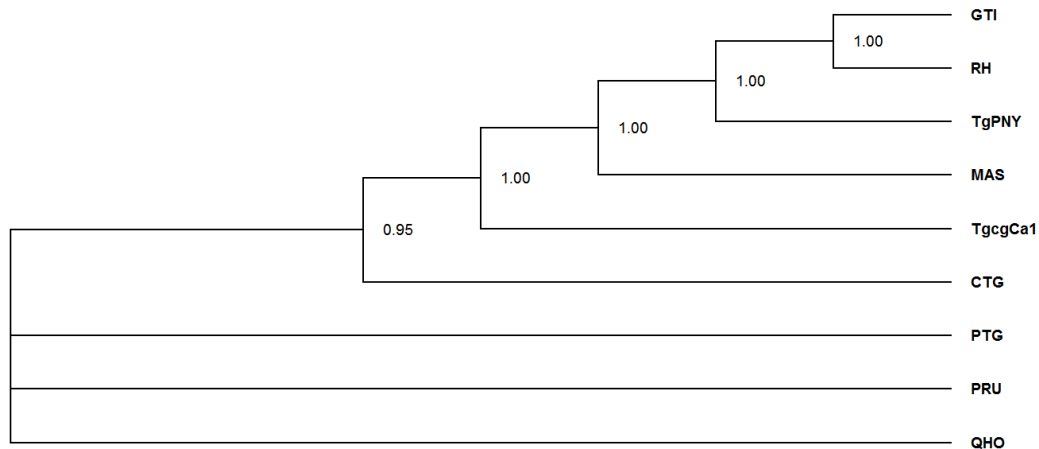 GTI
1.00
RH
1.00
TgPNY
1.00
MAS
1.00
TgcgCa1
0.95
CTG
PTG
PRU
QHO